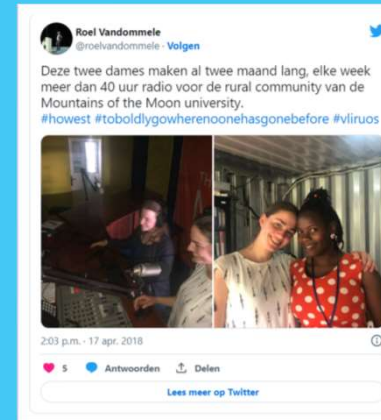 Roel Vandommele
@roelvandommele · Volgen
Deze twee dames maken al twee maand lang, elke week
meer dan 40 uur radio voor de rural community van de
Mountains of the Moon university.
#howest #toboldlygowherenoonehasgonebefore #vliruos
2:03 p.m. · 17 apr. 2018
5 Antwoorden Delen
Lees meer op Twitter